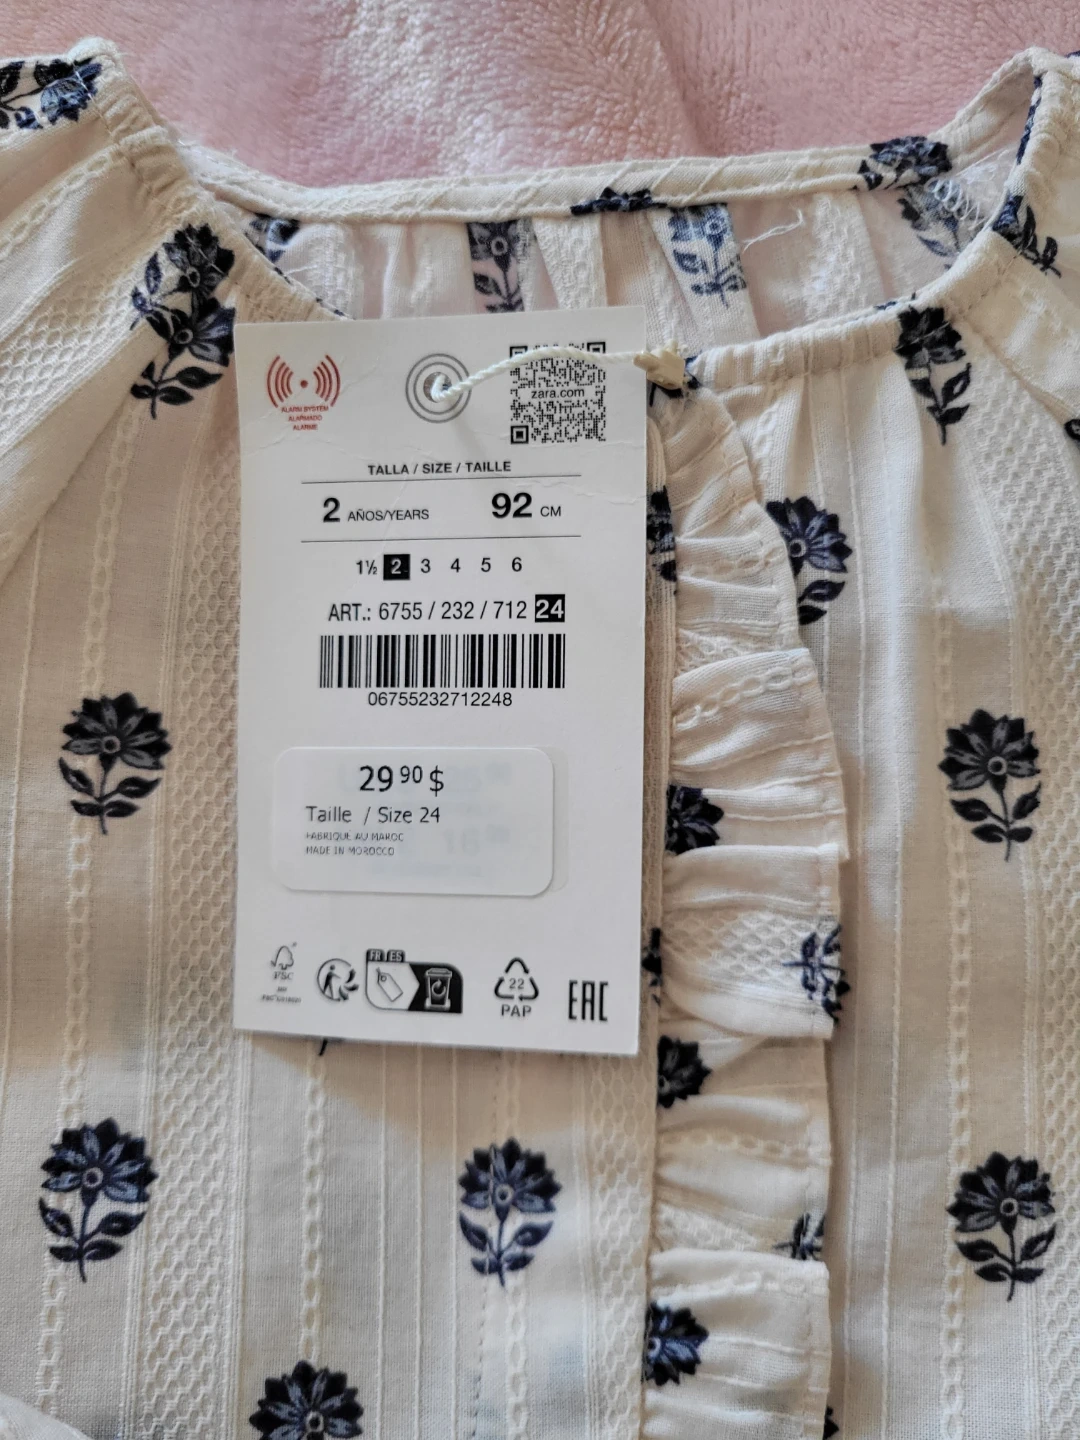 ALARM SYSTEM
ALARMADO
ALARME
zara.com
TALLA / SIZE / TAILLE
2 AÑOS/YEARS 92 CM
1½ 2 3 4 5 6
ART.: 6755 / 232 / 712 24
06755232712248
29 90 $
Taille / Size 24
FABRIQUE AU MAROC
MADE IN MOROCCO
FSC
FR ES
22
PAP
EAC